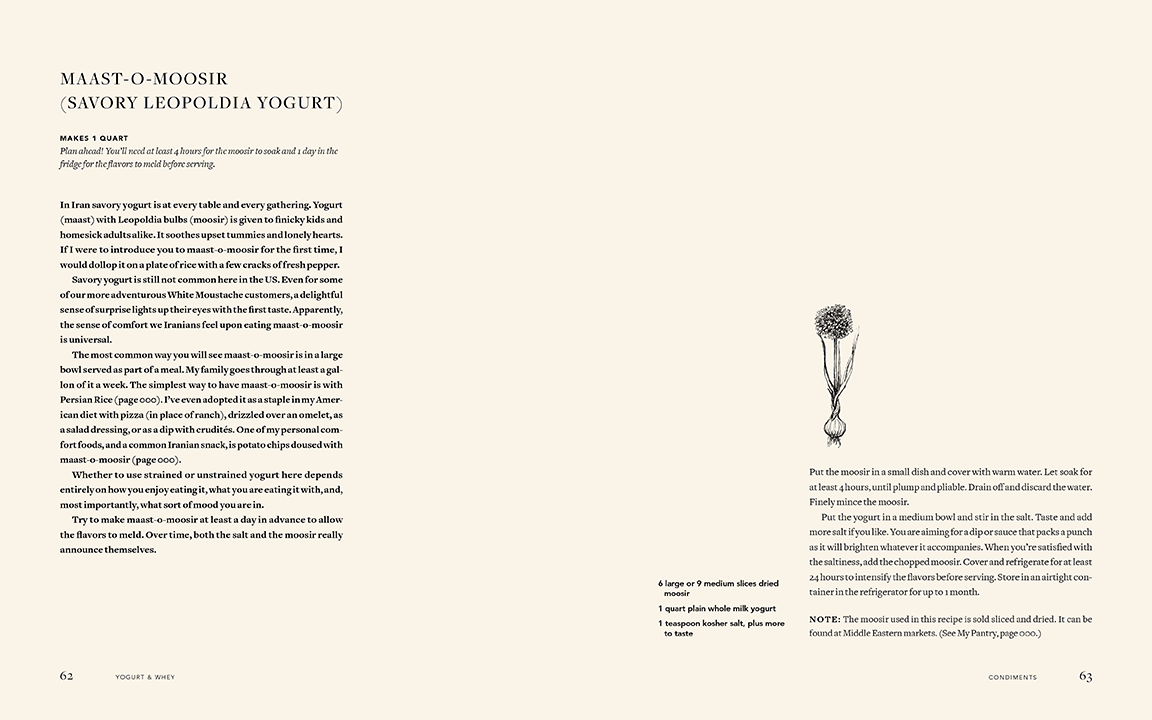 MAAST-O-MOOSIR
(SAVORY LEOPOLDIA YOGURT)
MAKES 1 QUART
Plan ahead! You'll need at least 4 hours for the moosir to soak and 1 day in the
fridge for the flavors to meld before serving.
In Iran savory yogurt is at every table and every gathering. Yogurt
(maast) with Leopoldia bulbs (moosir) is given to finicky kids and
homesick adults alike. It soothes upset tummies and lonely hearts.
If I were to introduce you to maast-o-moosir for the first time, I
would dollop it on a plate of rice with a few cracks of fresh pepper.
Savory yogurt is still not common here in the US. Even for some
of our more adventurous White Moustache customers, a delightful
sense of surprise lights up their eyes with the first taste. Apparently,
the sense of comfort we Iranians feel upon eating maast-o-moosir
is universal.
The most common way you will see maast-o-moosir is in a large
bowl served as part of a meal. My family goes through at least a gal-
lon of it a week. The simplest way to have maast-o-moosir is with
Persian Rice (page 000). I've even adopted it as a staple in my Amer-
ican diet with pizza (in place of ranch), drizzled over an omelet, as
a salad dressing, or as a dip with crudités. One of my personal com-
fort foods, and a common Iranian snack, is potato chips doused with
maast-o-moosir (page 000).
Whether to use strained or unstrained yogurt here depends
entirely on how you enjoy eating it, what you are eating it with, and,
most importantly, what sort of mood you are in.
Try to make maast-o-moosir at least a day in advance to allow
the flavors to meld. Over time, both the salt and the moosir really
announce themselves.
62
YOGURT & WHEY
6 large or 9 medium slices dried
moosir
1 quart plain whole milk yogurt
1 teaspoon kosher salt, plus more
to taste
Put the moosir in a small dish and cover with warm water. Let soak for
at least 4 hours, until plump and pliable. Drain off and discard the water.
Finely mince the moosir.
Put the yogurt in a medium bowl and stir in the salt. Taste and add
more salt if you like. You are aiming for a dip or sauce that packs a punch
as it will brighten whatever it accompanies. When you're satisfied with
the saltiness, add the chopped moosir. Cover and refrigerate for at least
24 hours to intensify the flavors before serving. Store in an airtight con-
tainer in the refrigerator for up to 1 month.
NOTE: The moosir used in this recipe is sold sliced and dried. It can be
found at Middle Eastern markets. (See My Pantry, page 000.)
CONDIMENTS
63